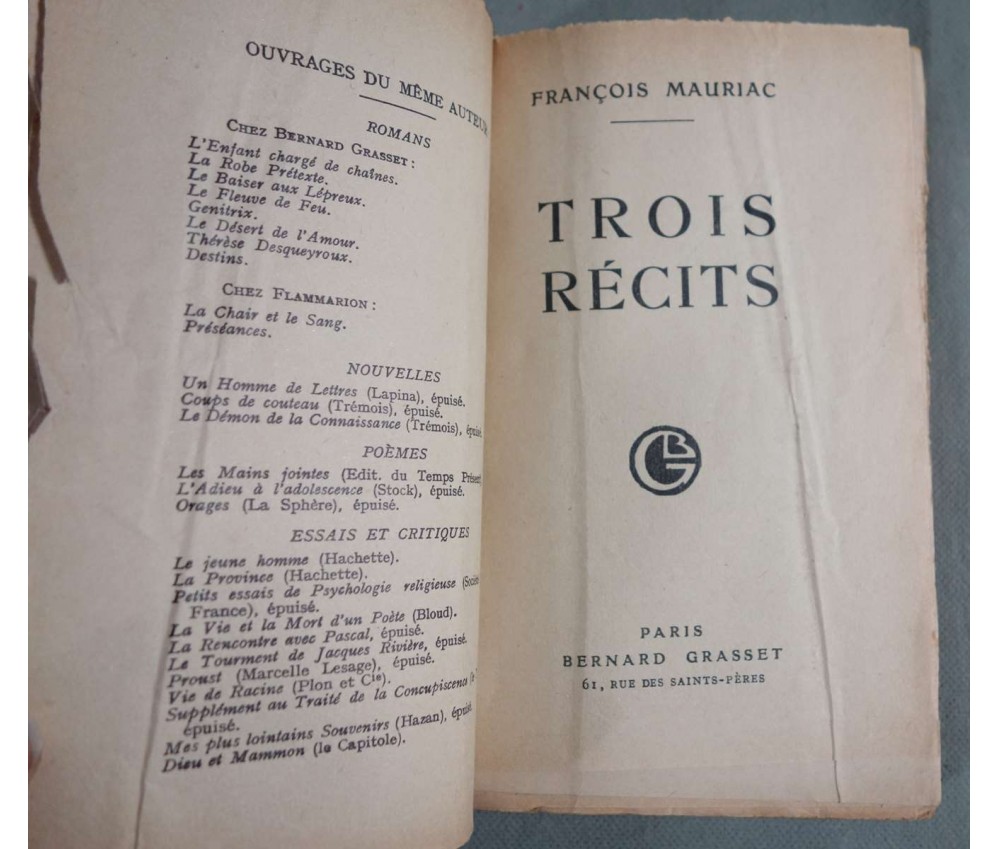 OUVRAGES DU MÊME AUTEUR
ROMANS
CHEZ BERNARD GRASSET :
L'Enfant chargé de chaînes.
La Robe Prétexte.
Le Baiser aux Lépreux.
Le Fleuve de Feu.
Genitrix.
Le Désert de l'Amour.
Thérèse Desqueyroux.
Destins.
CHEZ FLAMMARION :
La Chair et le Sang.
Préséances.
NOUVELLES
Un Homme de Lettres (Lapina), épuisé.
Coups de couteau (Trémois), épuisé.
Le Démon de la Connaissance (Trémois), épuisé
POÈMES
Les Mains jointes (Edit. du Temps Présent
L'Adieu à l'adolescence (Stock), épuisé.
Orages (La Sphère), épuisé.
ESSAIS ET CRITIQUES
Le jeune homme (Hachette).
La Province (Hachette).
Petits essais de Psychologie religieuse (Société
France), épuisé.
La Vie et la Mort d'un Poète (Bloud).
La Rencontre avec Pascal, épuisé.
Le Tourment de Jacques Rivière, épuisé.
Proust (Marcelle Lesage), épuisé.
Vie de Racine (Plon et Cie).
Supplément au Traité de la Concupiscence
épuisé.
Mes plus lointains Souvenirs (Hazan), épuisé
Dieu et Mammon (le Capitole).
FRANÇOIS MAURIAC
TROIS
RÉCITS
BG
PARIS
BERNARD GRASSET
61, RUE DES SAINTS-PÈRES